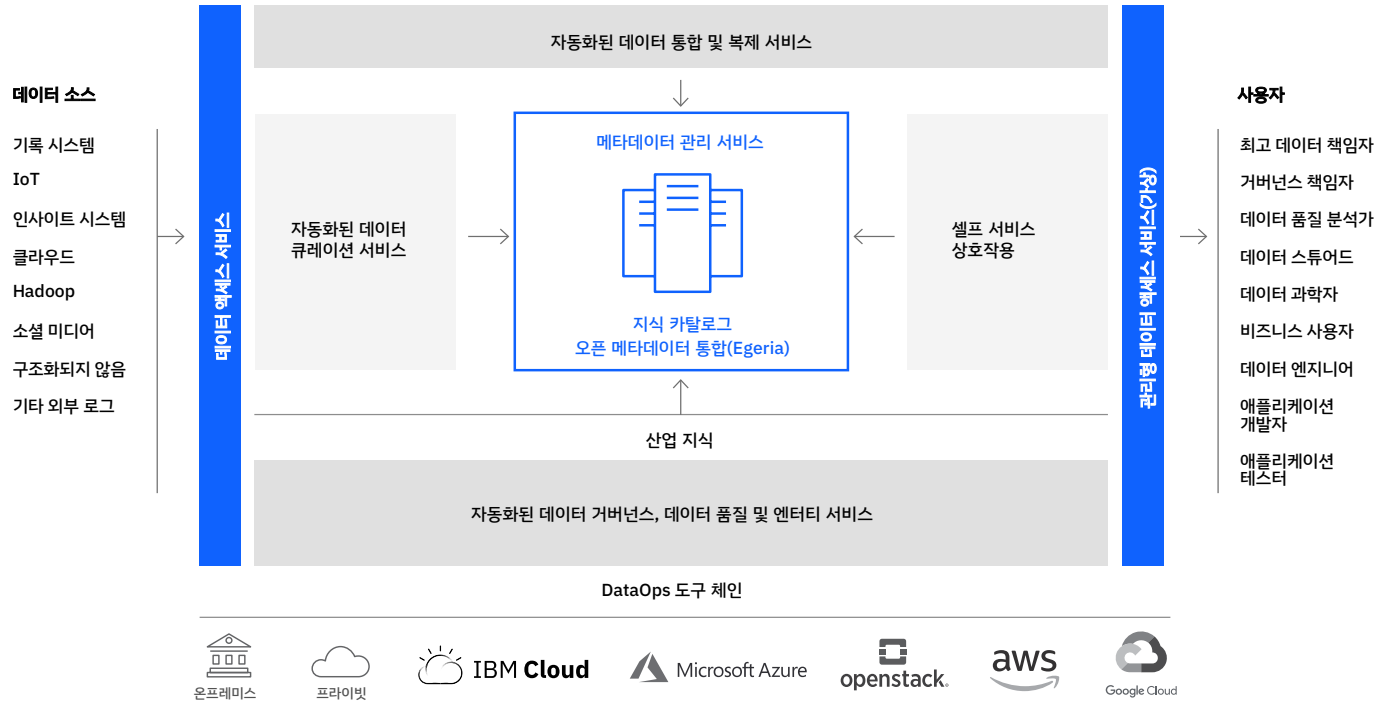 자동화된 데이터 통합 및 복제 서비스
데이터 소스
기록 시스템
IoT
인사이트 시스템
클라우드
Hadoop
소셜 미디어
구조화되지 않음
기타 외부 로그
데이터 액세스 서비스
자동화된 데이터
큐레이션 서비스
메타데이터 관리 서비스
지식 카탈로그
오픈 메타데이터 통합(Egeria)
셀프 서비스
상호작용
산업 지식
자동화된 데이터 거버넌스, 데이터 품질 및 엔터티 서비스
관리형 데이터 액세스 서비스(가상)
사용자
최고 데이터 책임자
거버넌스 책임자
데이터 품질 분석가
데이터 스튜어드
데이터 과학자
비즈니스 사용자
데이터 엔지니어
애플리케이션
개발자
애플리케이션
테스터
DataOps 도구 체인
온프레미스
프라이빗
IBM Cloud
Microsoft Azure
openstack.
aws
Google Cloud